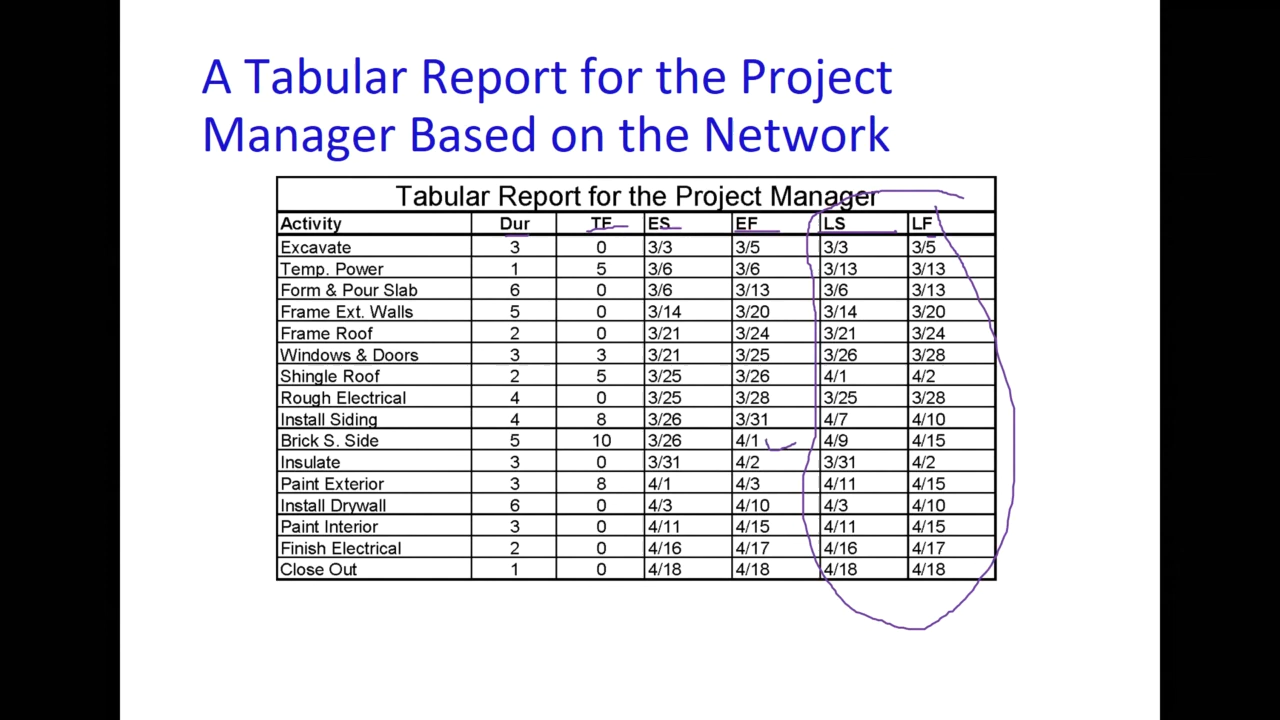 A Tabular Report for the Project
Manager Based on the Network
Tabular Report for the Project Manager
Activity Dur TF ES EF LS LF
Excavate 3 0 3/3 3/5 3/3 3/5
Temp. Power 1 5 3/6 3/6 3/13 3/13
Form & Pour Slab 6 0 3/6 3/13 3/6 3/13
Frame Ext. Walls 5 0 3/14 3/20 3/14 3/20
Frame Roof 2 0 3/21 3/24 3/21 3/24
Windows & Doors 3 3 3/21 3/25 3/26 3/28
Shingle Roof 2 5 3/25 3/26 4/1 4/2
Rough Electrical 4 0 3/25 3/28 3/25 3/28
Install Siding 4 8 3/26 3/31 4/7 4/10
Brick S. Side 5 10 3/26 4/1 4/9 4/15
Insulate 3 0 3/31 4/2 3/31 4/2
Paint Exterior 3 8 4/1 4/3 4/11 4/15
Install Drywall 6 0 4/3 4/10 4/3 4/10
Paint Interior 3 0 4/11 4/15 4/11 4/15
Finish Electrical 2 0 4/16 4/17 4/16 4/17
Close Out 1 0 4/18 4/18 4/18 4/18